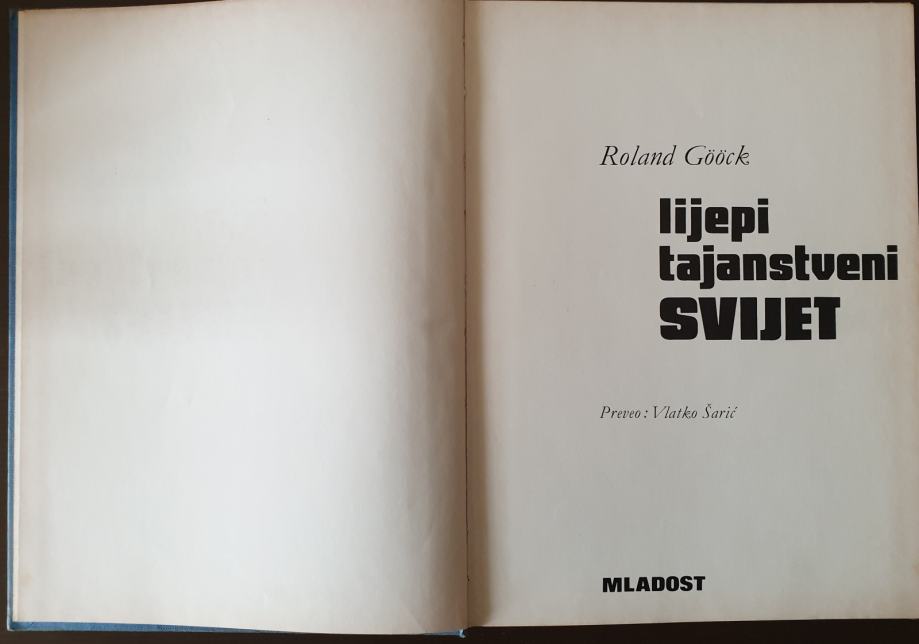 Roland Gööck
lijepi
tajanstveni
SVIJET
Preveo: Vlatko Šarić
MLADOST